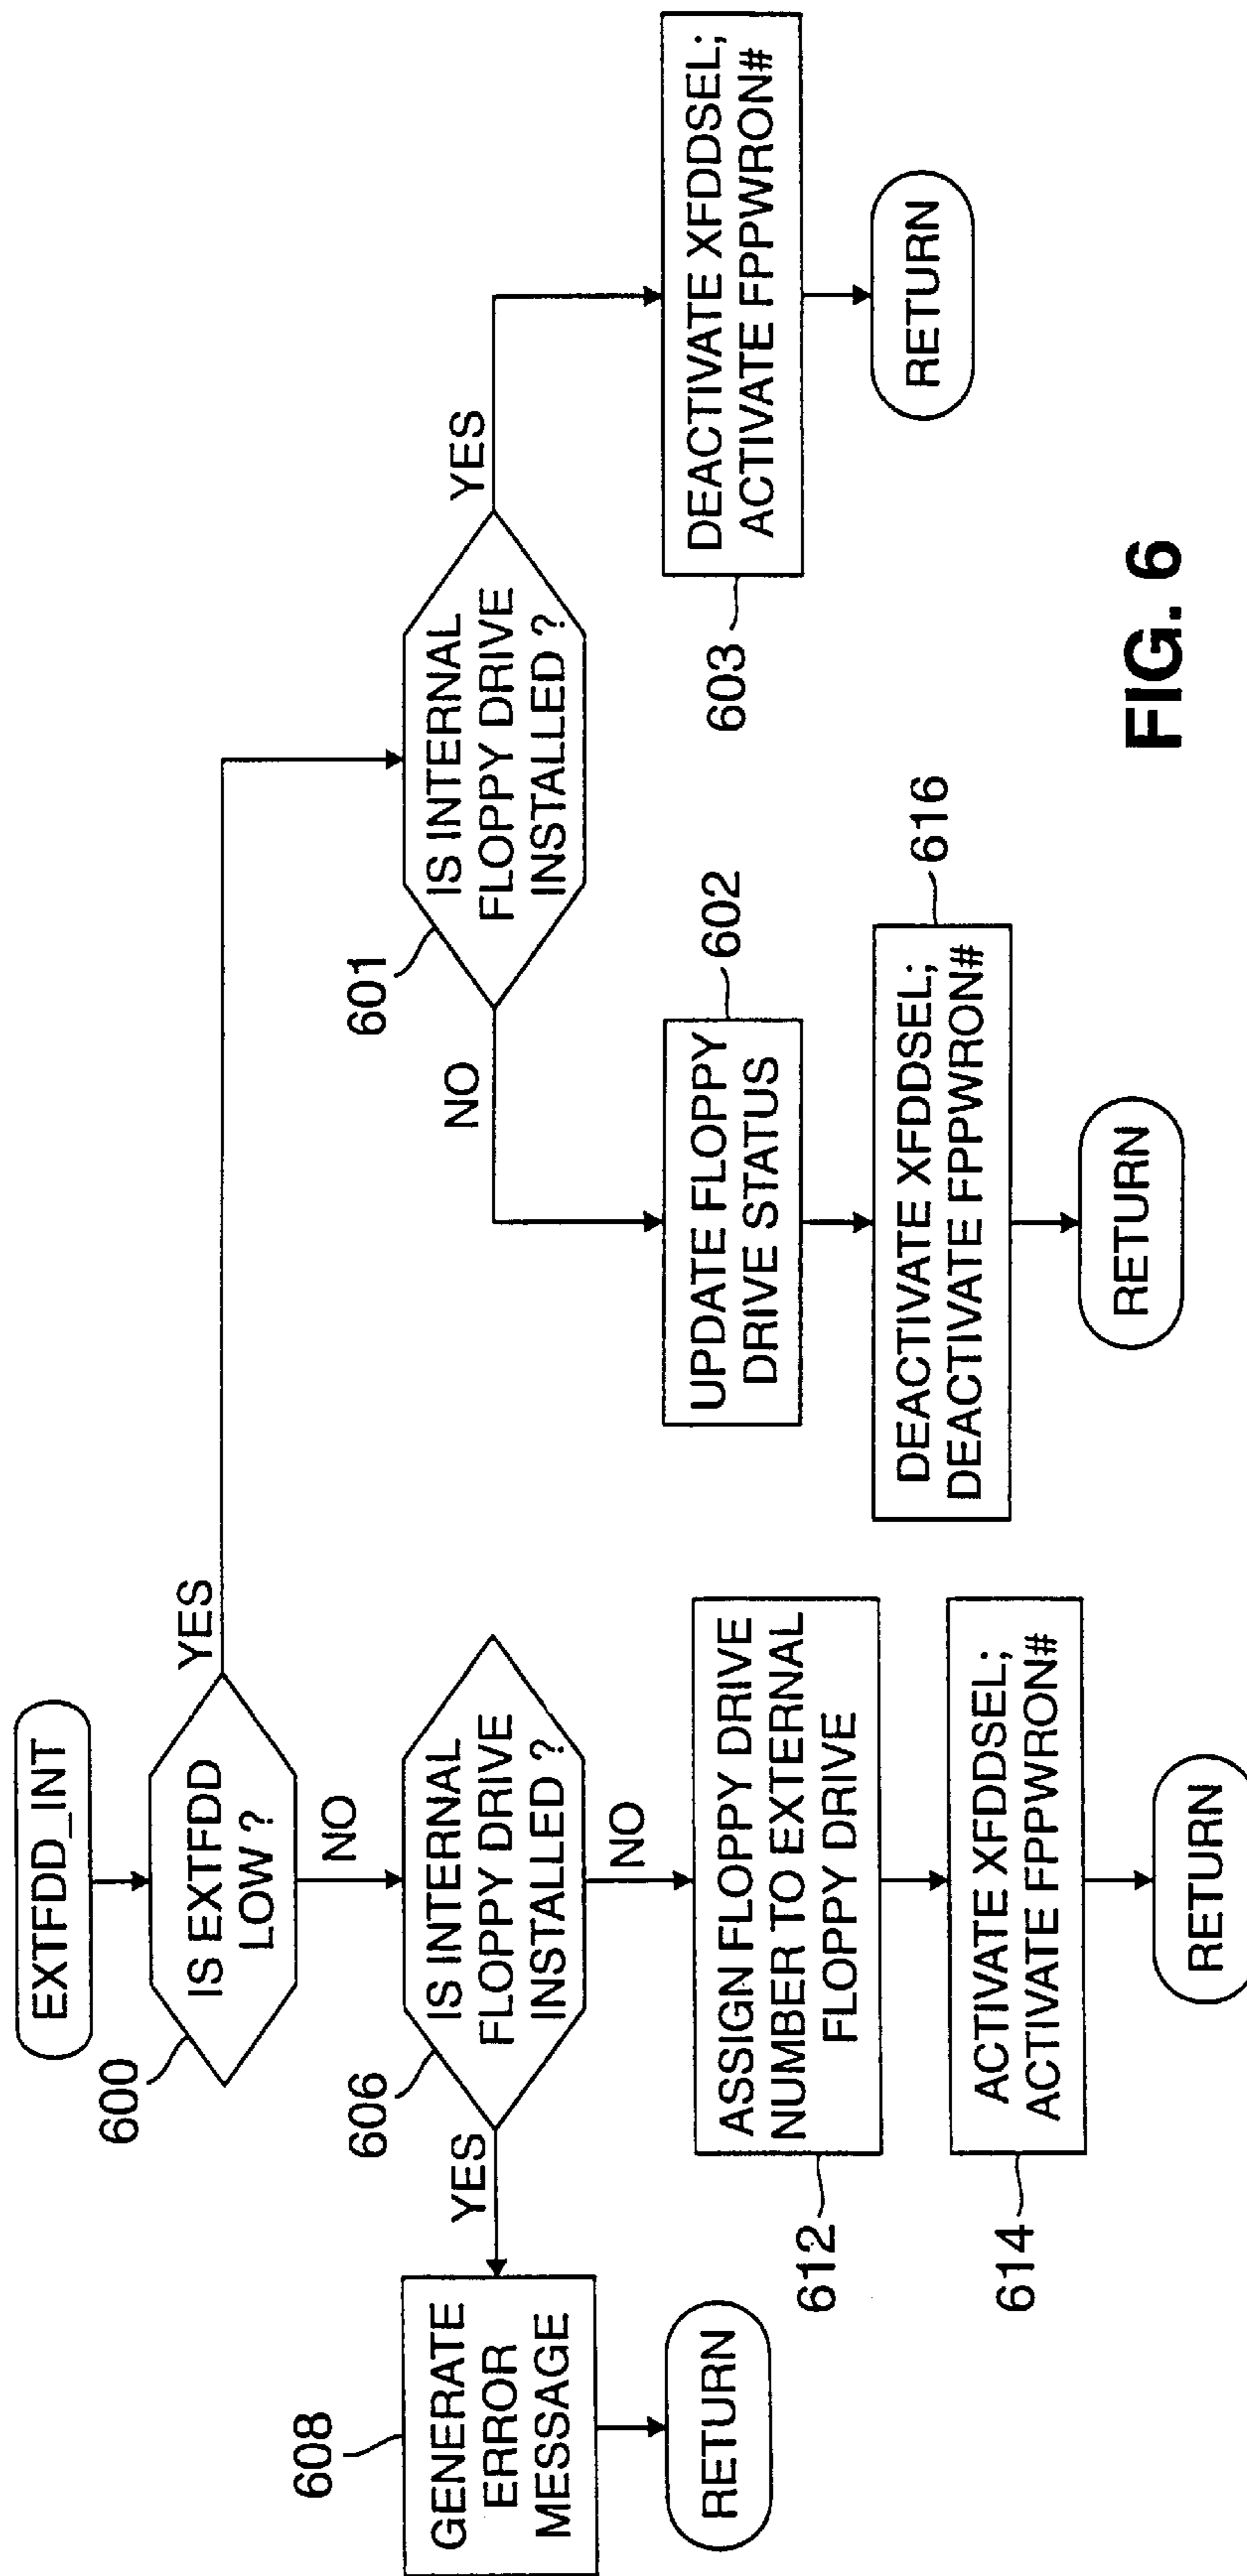 EXTFDD_INT
600
IS EXTFDD
LOW ?
YES
NO
606
IS INTERNAL
FLOPPY DRIVE
INSTALLED ?
YES
NO
608
GENERATE
ERROR
MESSAGE
RETURN
612
ASSIGN FLOPPY DRIVE
NUMBER TO EXTERNAL
FLOPPY DRIVE
614
ACTIVATE XFDDSEL;
ACTIVATE FPPWRON#
RETURN
601
IS INTERNAL
FLOPPY DRIVE
INSTALLED ?
NO
YES
UPDATE FLOPPY
DRIVE STATUS
602
DEACTIVATE XFDDSEL;
DEACTIVATE FPPWRON#
616
RETURN
603
DEACTIVATE XFDDSEL;
ACTIVATE FPPWRON#
RETURN
FIG. 6